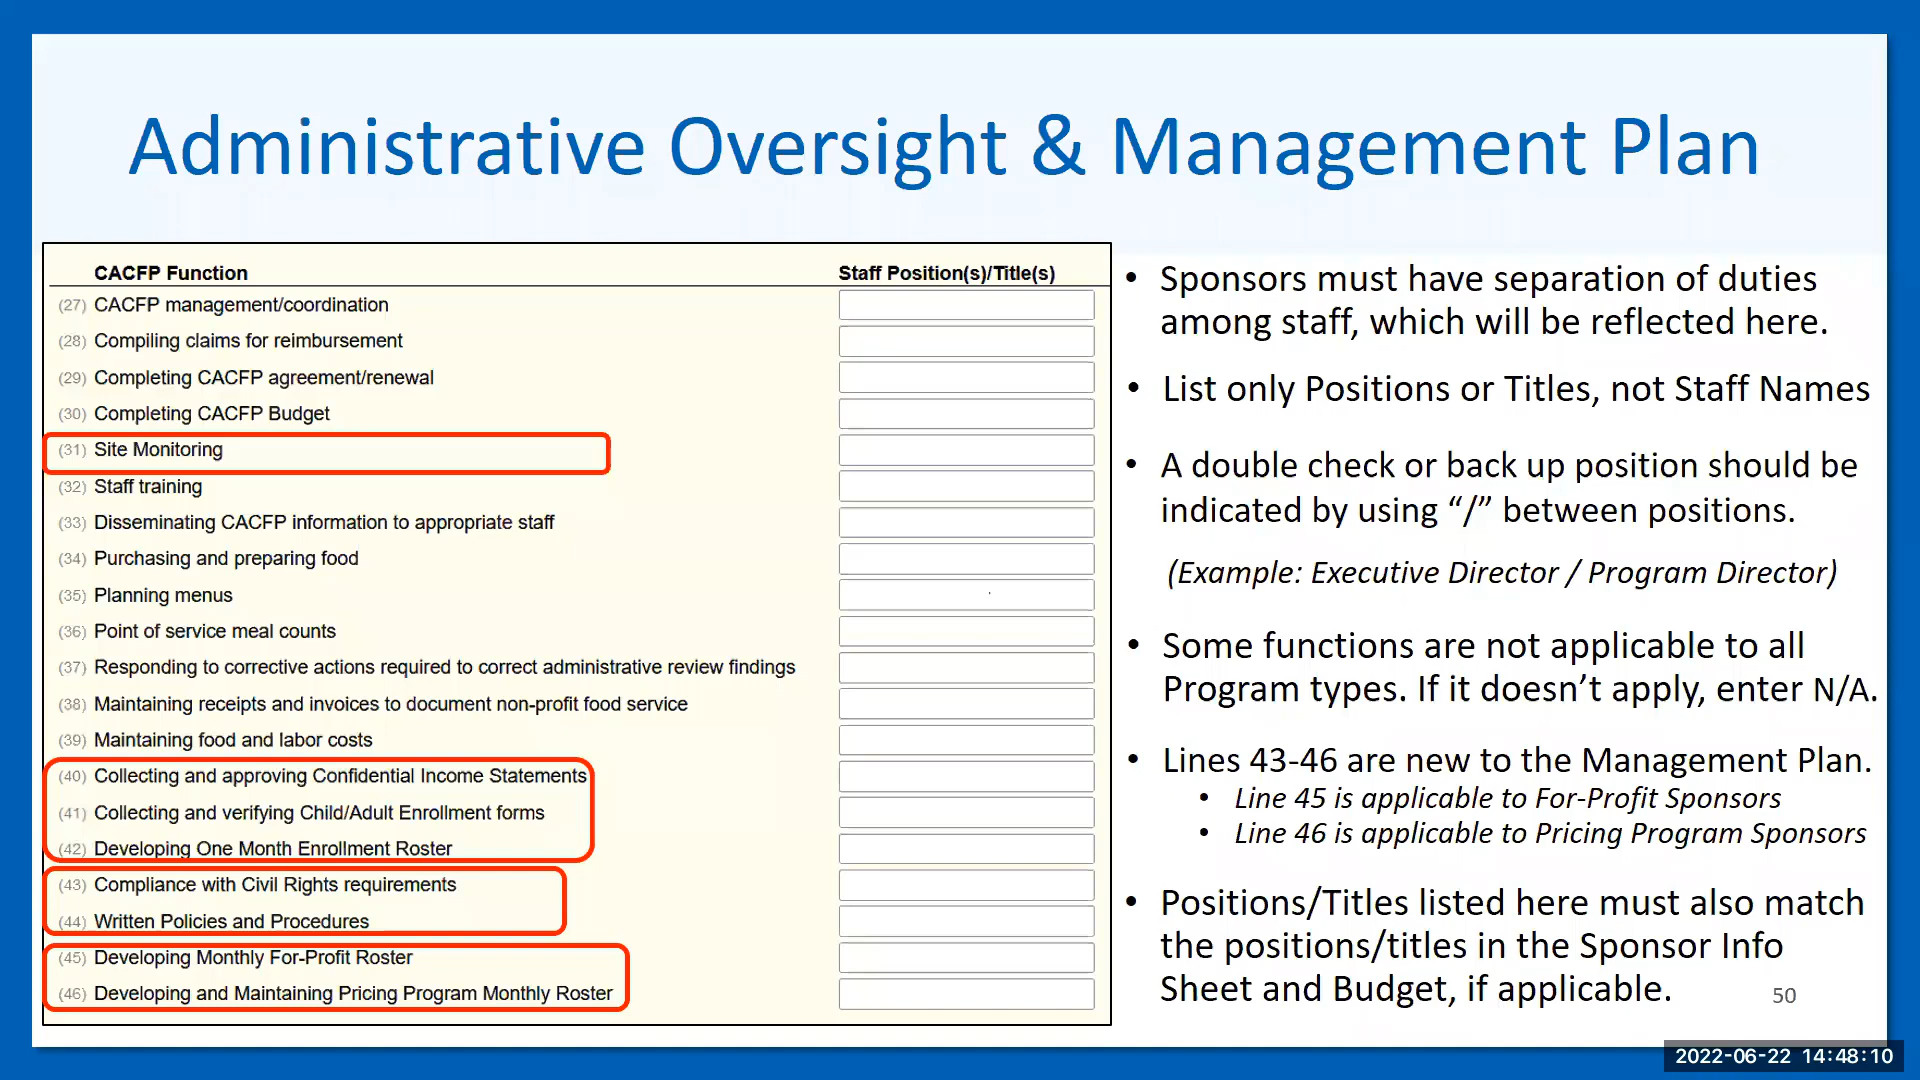 Administrative Oversight & Management Plan
CACFP Function Staff Position(s)/Title(s)
(27) CACFP management/coordination
(28) Compiling claims for reimbursement
(29) Completing CACFP agreement/renewal
(30) Completing CACFP Budget
(31) Site Monitoring
(32) Staff training
(33) Disseminating CACFP information to appropriate staff
(34) Purchasing and preparing food
(35) Planning menus
(36) Point of service meal counts
(37) Responding to corrective actions required to correct administrative review findings
(38) Maintaining receipts and invoices to document non-profit food service
(39) Maintaining food and labor costs
(40) Collecting and approving Confidential Income Statements
(41) Collecting and verifying Child/Adult Enrollment forms
(42) Developing One Month Enrollment Roster
(43) Compliance with Civil Rights requirements
(44) Written Policies and Procedures
(45) Developing Monthly For-Profit Roster
(46) Developing and Maintaining Pricing Program Monthly Roster
• Sponsors must have separation of duties
among staff, which will be reflected here.
• List only Positions or Titles, not Staff Names
• A double check or back up position should be
indicated by using “/” between positions.
(Example: Executive Director / Program Director)
• Some functions are not applicable to all
Program types. If it doesn’t apply, enter N/A.
• Lines 43-46 are new to the Management Plan.
• Line 45 is applicable to For-Profit Sponsors
• Line 46 is applicable to Pricing Program Sponsors
• Positions/Titles listed here must also match
the positions/titles in the Sponsor Info
Sheet and Budget, if applicable.
50
2022-06-22 14:48:10